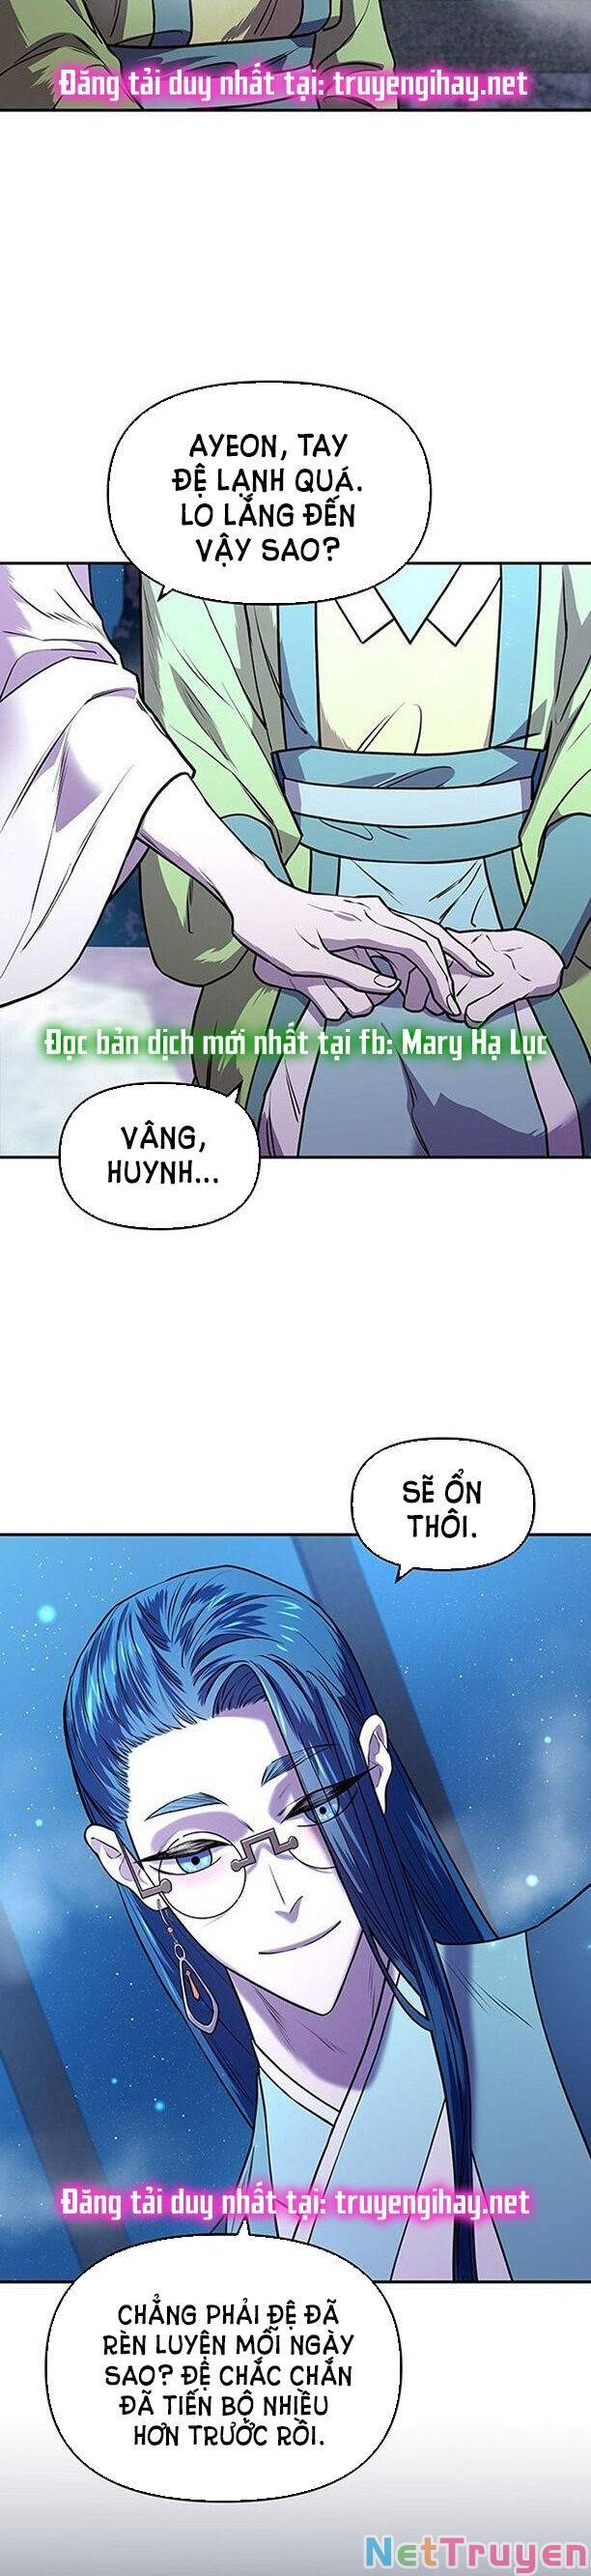 Đăng tải duy nhất tại: truyengihay.net
AYEON, TAY
ĐỆ LẠNH QUÁ.
LO LẮNG ĐẾN
VẬY SAO?
Đọc bản dịch mới nhất tại fb: Mary Hạ Lục
VÂNG,
HUYNH...
SẼ ỔN
THÔI.
Đăng tải duy nhất tại: truyengihay.net
CHẲNG PHẢI ĐỆ ĐÃ
RÈN LUYỆN MỖI NGÀY
SAO? ĐỆ CHẮC CHẮN
ĐÃ TIẾN BỘ NHIỀU
HƠN TRƯỚC RỒI.
NetTruyen